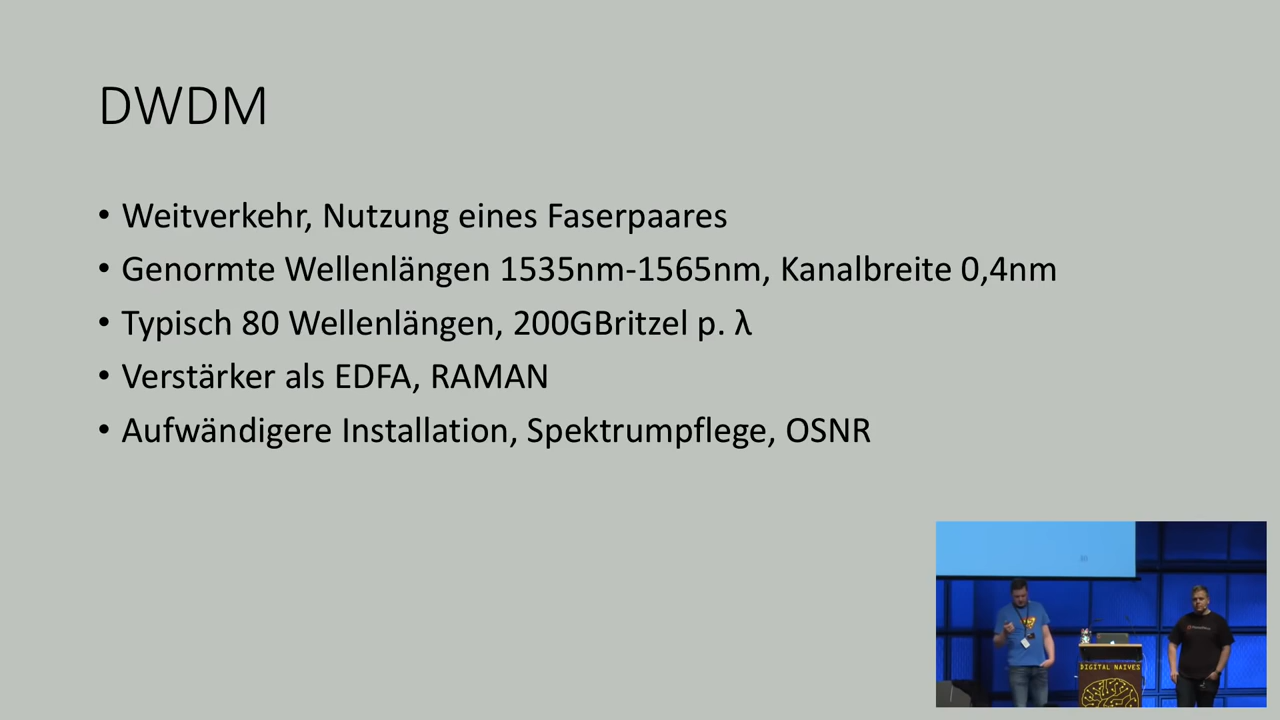 DWDM
• Weitverkehr, Nutzung eines Faserpaares
• Genormte Wellenlängen 1535nm-1565nm, Kanalbreite 0,4nm
• Typisch 80 Wellenlängen, 200GBritzel p. λ
• Verstärker als EDFA, RAMAN
• Aufwändigere Installation, Spektrumpflege, OSNR
DIGITAL NAIVES